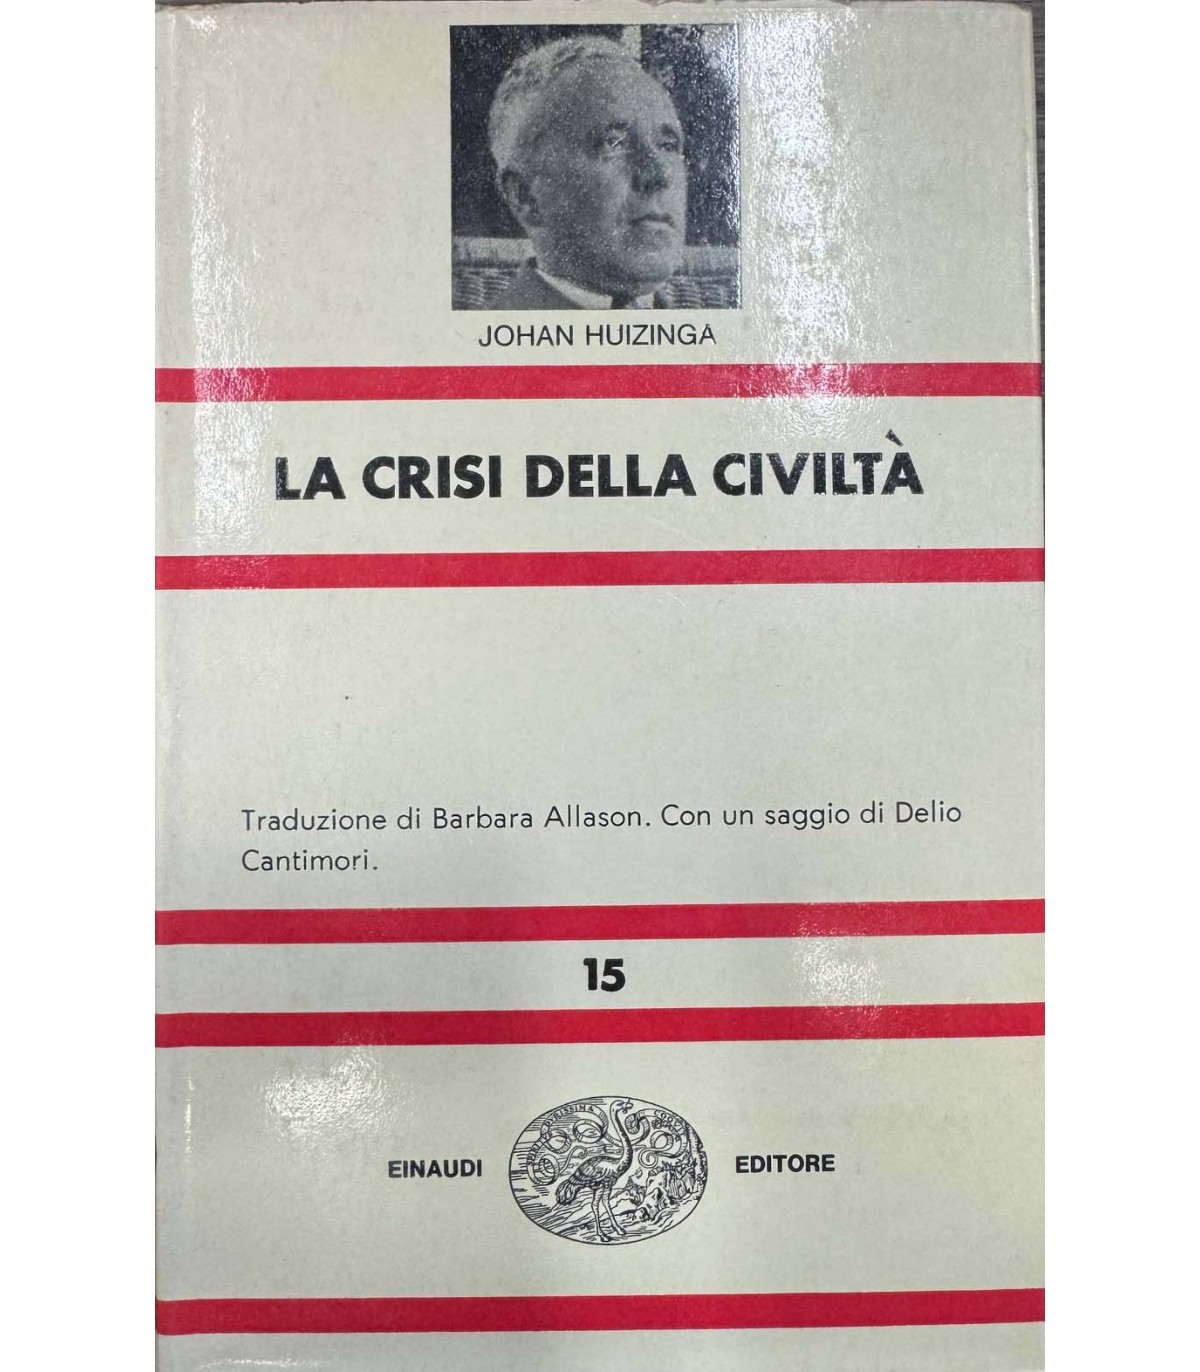 JOHAN HUIZINGA
LA CRISI DELLA CIVILTÀ
Traduzione di Barbara Allason. Con un saggio di Delio
Cantimori.
15
EINAUDI
EDITORE